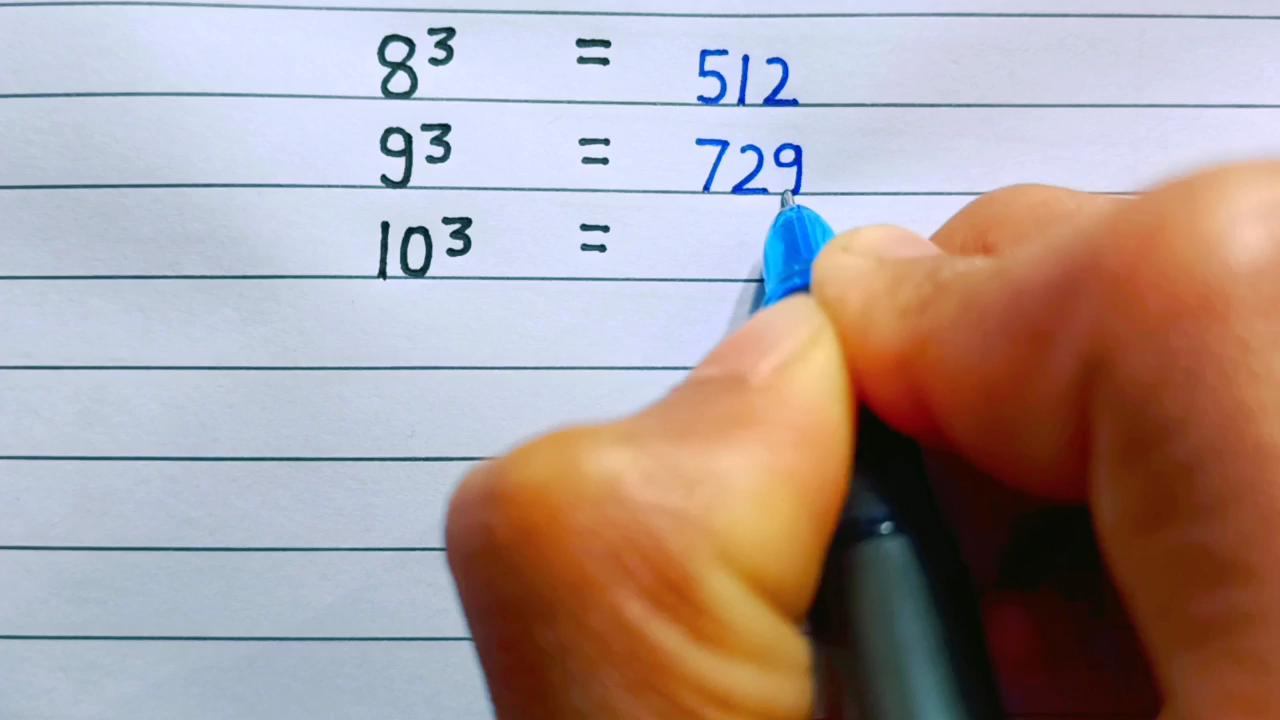 8³ = 512
9³ = 729
10³ =